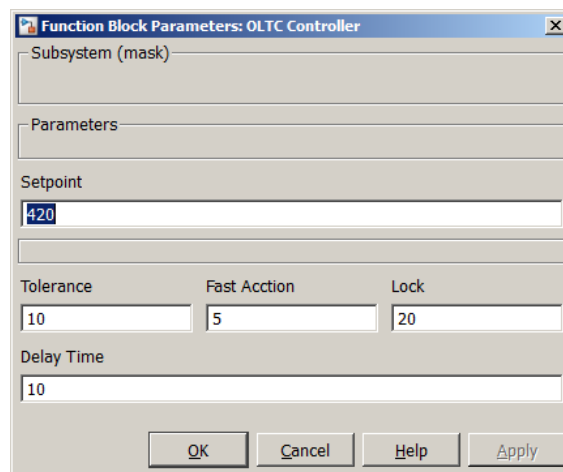 Function Block Parameters: OLTC Controller
Subsystem (mask)
Parameters
Setpoint
420
Tolerance Fast Acction Lock
10 5 20
Delay Time
10
OK Cancel Help Apply